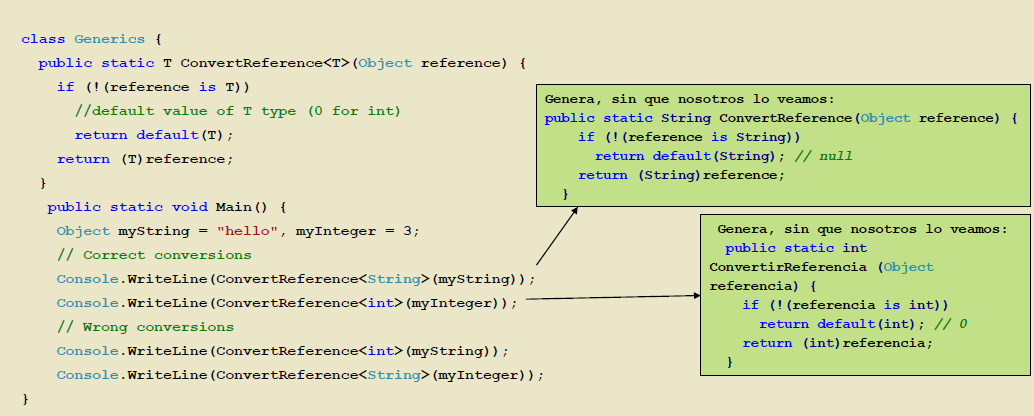 class Generics {
public static T ConvertReference<T>(Object reference) {
if (!(reference is T))
//default value of T type (0 for int)
return default(T);
return (T)reference;
}
public static void Main() {
Object myString = "hello", myInteger = 3;
// Correct conversions
Console.WriteLine(ConvertReference<String>(myString));
Console.WriteLine(ConvertReference<int>(myInteger));
// Wrong conversions
Console.WriteLine(ConvertReference<int>(myString));
Console.WriteLine(ConvertReference<String>(myInteger));
}
Genera, sin que nosotros lo veamos:
public static String ConvertReference(Object reference) {
if (!(reference is String))
return default(String); // null
return (String)reference;
}
Genera, sin que nosotros lo veamos:
public static int
ConvertirReferencia (Object
referencia) {
if (!(referencia is int))
return default(int); // 0
return (int)referencia;
}